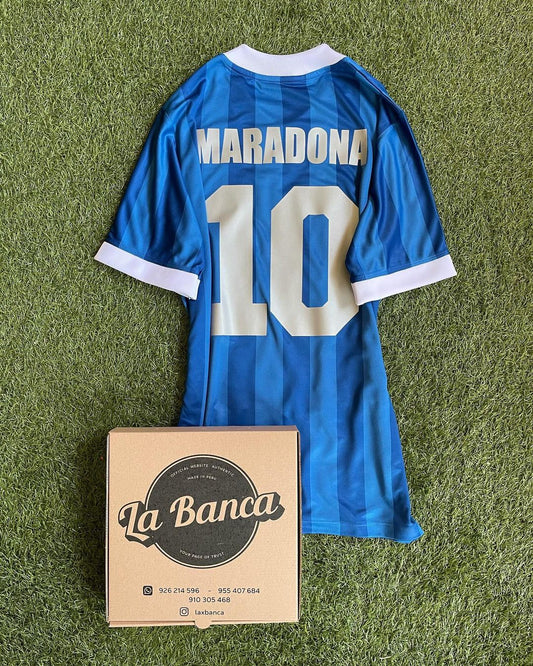 MARADONA
10
OFFICIAL WEBSITE AUTHENTIC
MADE IN PERU
La Banca
YOUR PAGE OF TRUST
926 214 596 - 955 407 684
910 305 468
laxbanca